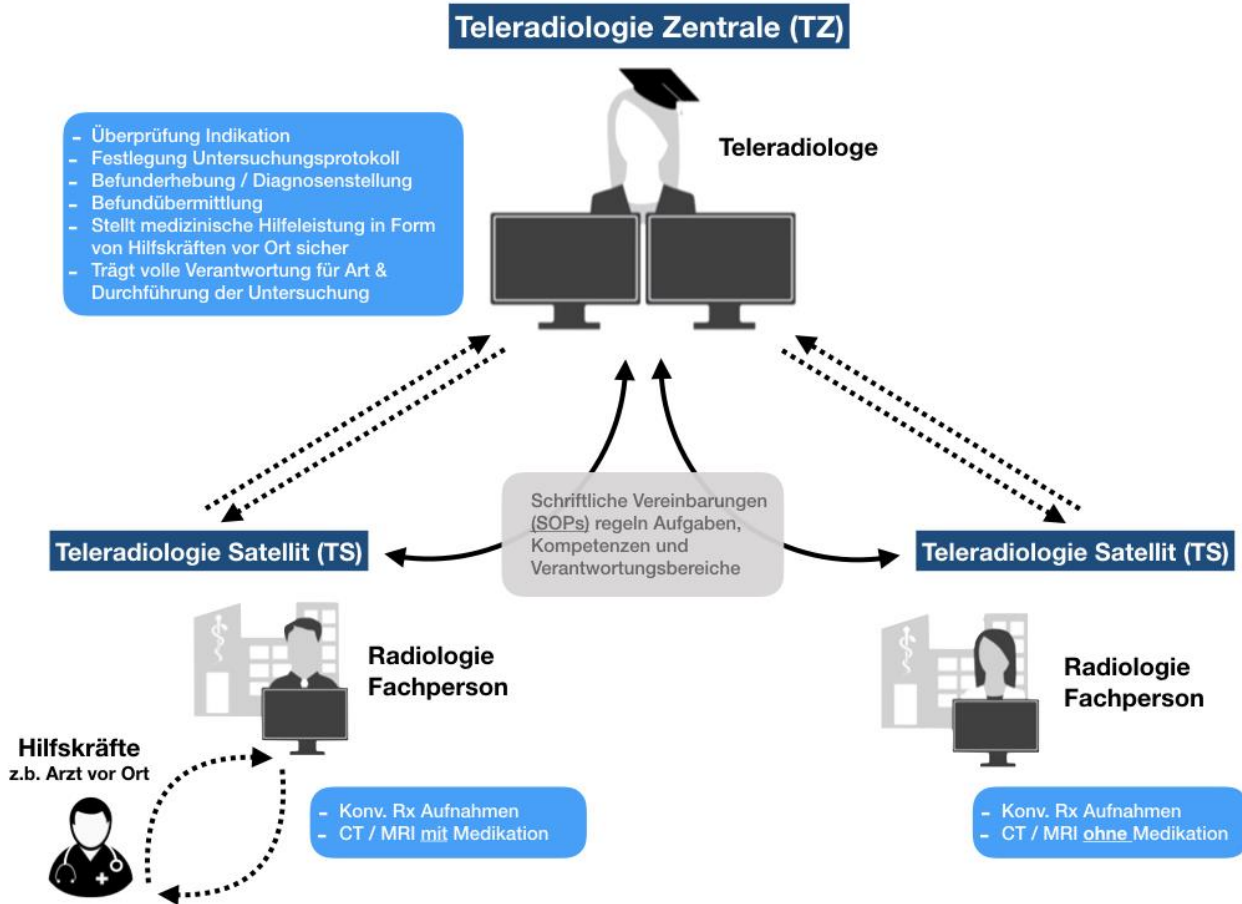 Teleradiologie Zentrale (TZ)
- Überprüfung Indikation
- Festlegung Untersuchungsprotokoll
- Befunderhebung / Diagnosenstellung
- Befundübermittlung
- Stellt medizinische Hilfeleistung in Form
von Hilfskräften vor Ort sicher
- Trägt volle Verantwortung für Art &
Durchführung der Untersuchung
Teleradiologe
Schriftliche Vereinbarungen
(SOPs) regeln Aufgaben,
Kompetenzen und
Verantwortungsbereiche
Teleradiologie Satellit (TS)
Radiologie
Fachperson
Hilfskräfte
z.b. Arzt vor Ort
- Konv. Rx Aufnahmen
- CT / MRI mit Medikation
Teleradiologie Satellit (TS)
Radiologie
Fachperson
- Konv. Rx Aufnahmen
- CT / MRI ohne Medikation